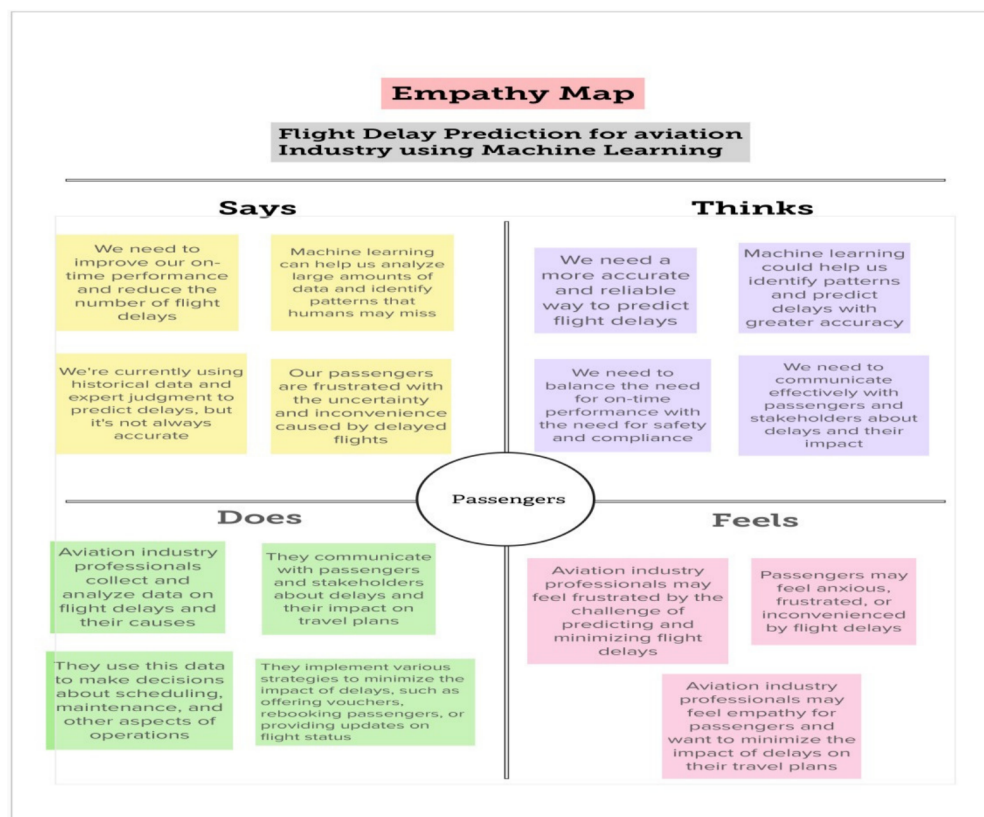 Empathy Map
Flight Delay Prediction for aviation
Industry using Machine Learning
Says
We need to
improve our on-
time performance
and reduce the
number of flight
delays
Machine learning
can help us analyze
large amounts of
data and identify
patterns that
humans may miss
We're currently using
historical data and
expert judgment to
predict delays, but
it's not always
accurate
Our passengers
are frustrated with
the uncertainty
and inconvenience
caused by delayed
flights
Thinks
We need a
more accurate
and reliable
way to predict
flight delays
Machine learning
could help us
identify patterns
and predict
delays with
greater accuracy
We need to
balance the need
for on-time
performance with
the need for safety
and compliance
We need to
communicate
effectively with
passengers and
stakeholders about
delays and their
impact
Passengers
Does
Aviation industry
professionals
collect and
analyze data on
flight delays and
their causes
They communicate
with passengers
and stakeholders
about delays and
their impact on
travel plans
They use this data
to make decisions
about scheduling,
maintenance, and
other aspects of
operations
They implement various
strategies to minimize the
impact of delays, such as
offering vouchers,
rebooking passengers, or
providing updates on
flight status
Feels
Aviation industry
professionals may
feel frustrated by the
challenge of
predicting and
minimizing flight
delays
Passengers may
feel anxious,
frustrated, or
inconvenienced
by flight delays
Aviation industry
professionals may
feel empathy for
passengers and
want to minimize the
impact of delays on
their travel plans